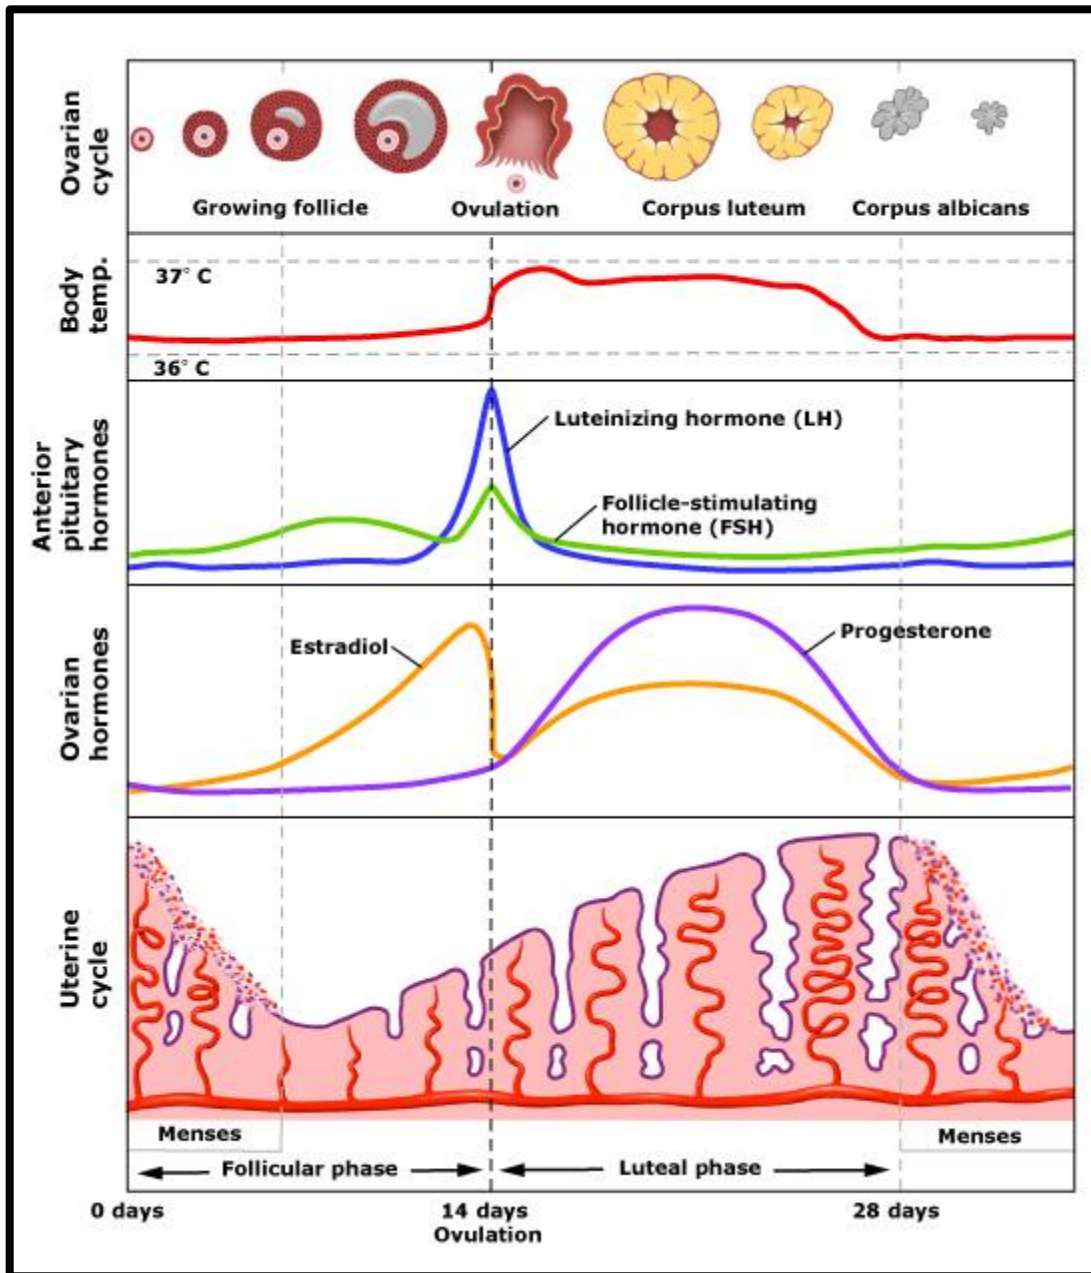 Ovarian
cycle
Growing follicle
Ovulation
Corpus luteum
Corpus albicans
Body
temp.
37° C
36° C
Anterior
pituitary
hormones
Luteinizing hormone (LH)
Follicle-stimulating
hormone (FSH)
Ovarian
hormones
Estradiol
Progesterone
Uterine
cycle
Menses
Menses
Follicular phase
Luteal phase
0 days
14 days
Ovulation
28 days